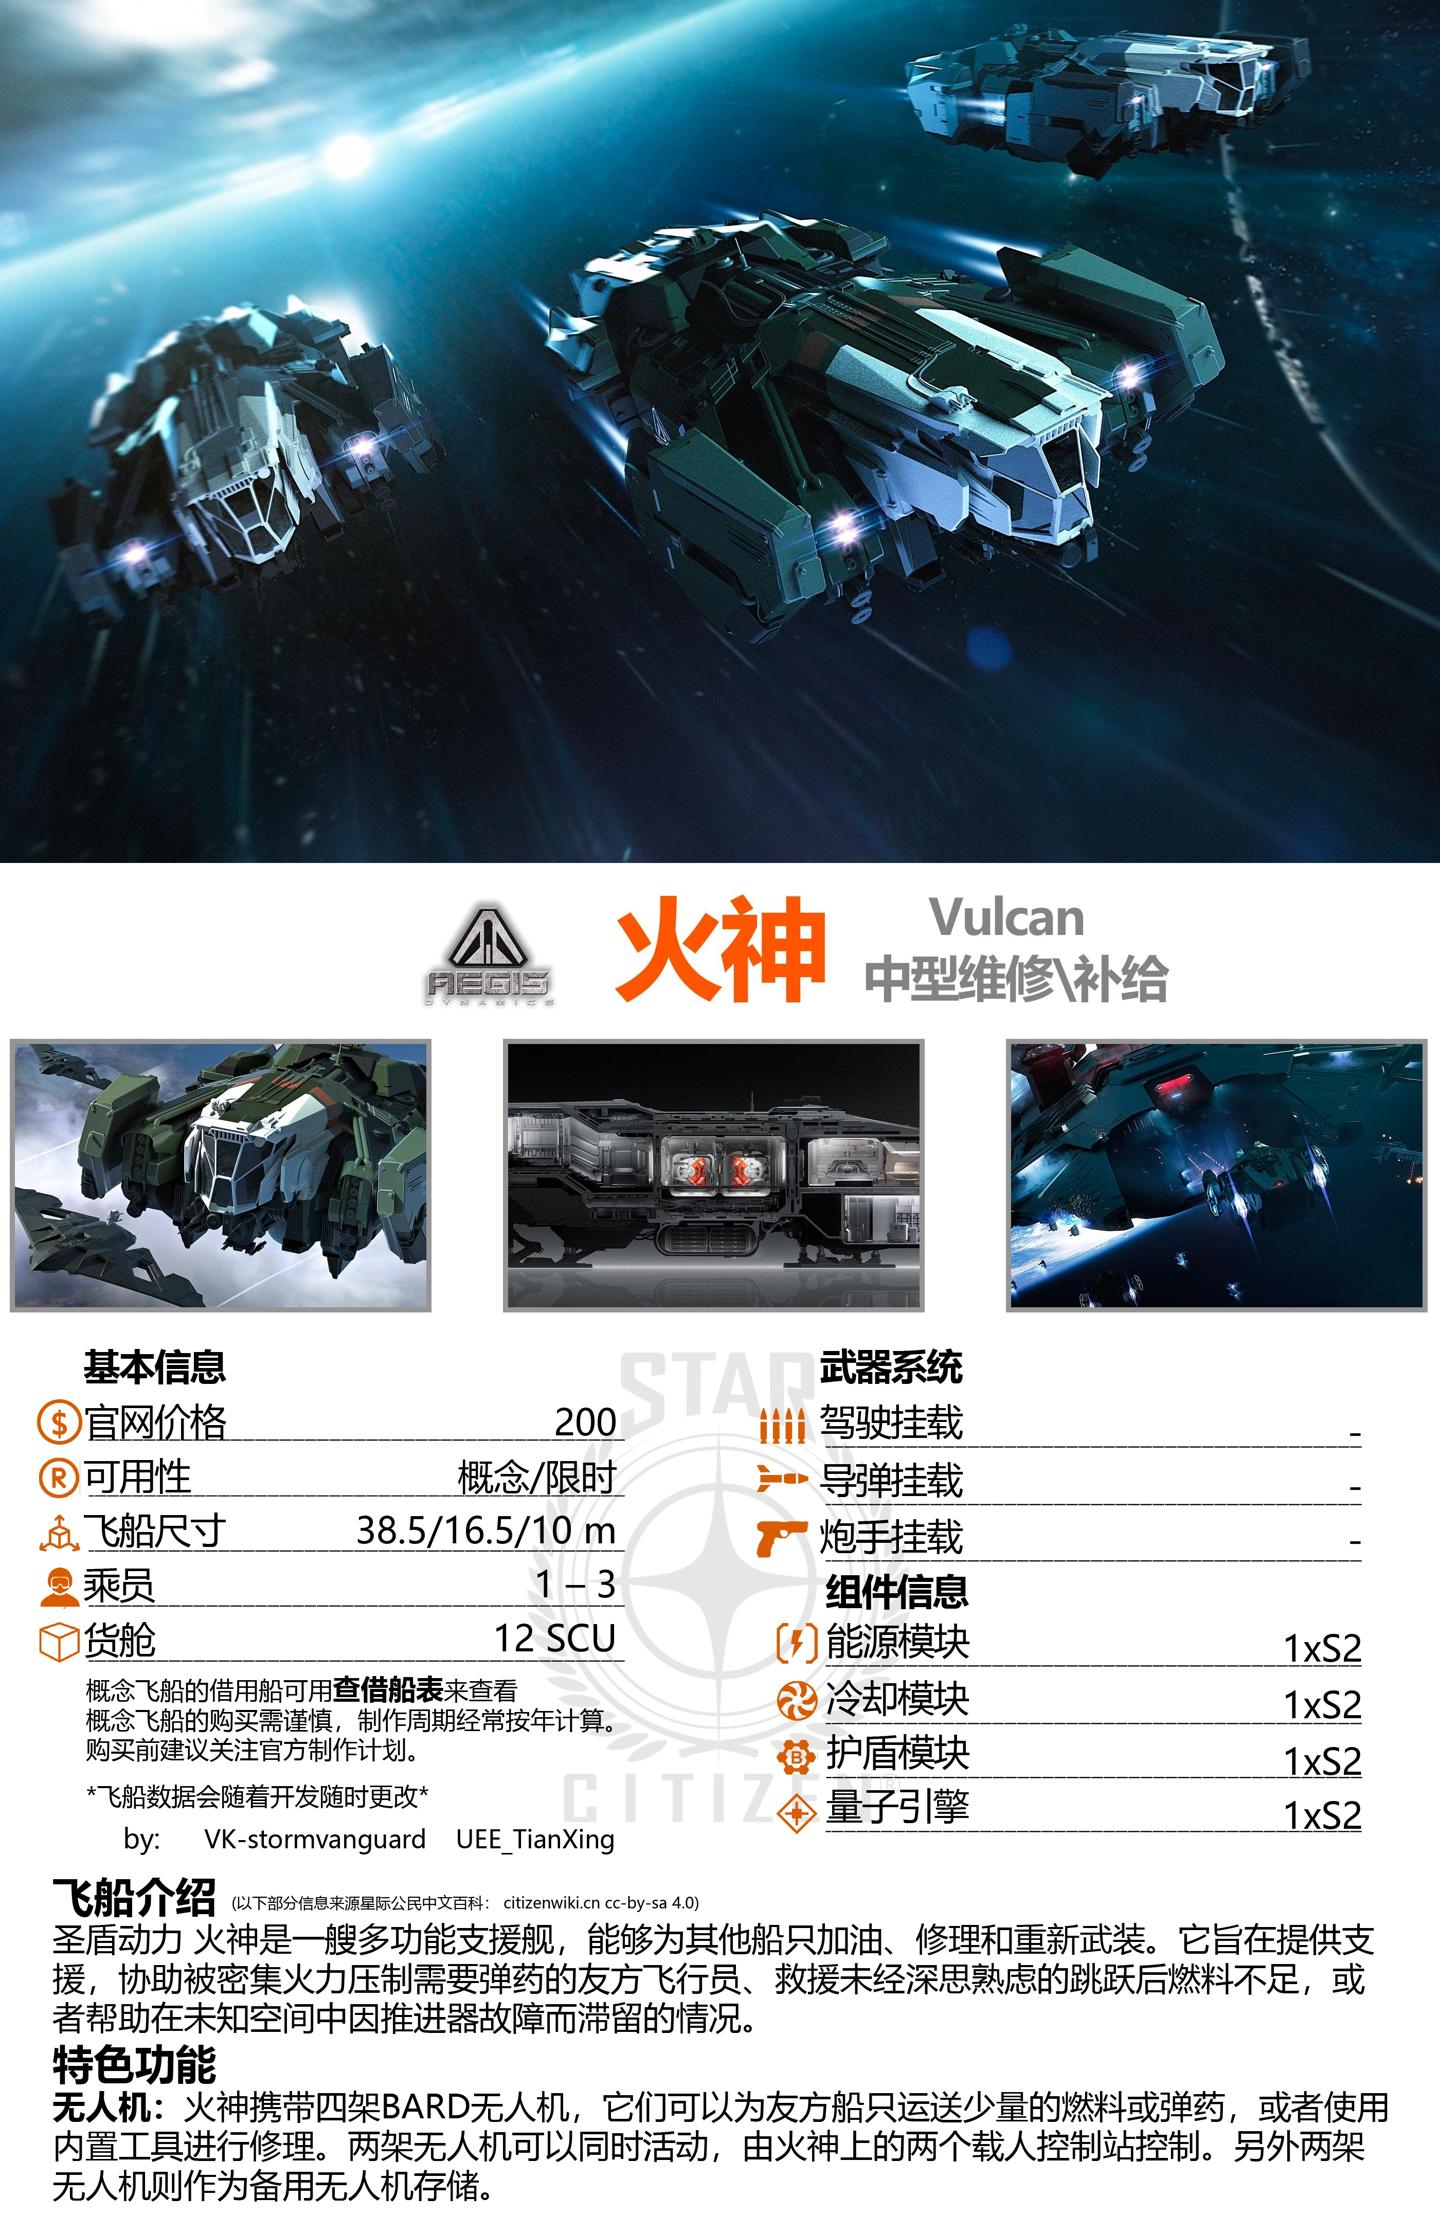 AEGIS
DYNAMICS
火神
Vulcan
中型维修\补给
基本信息
官网价格 200
可用性 概念/限时
飞船尺寸 38.5/16.5/10 m
乘员 1 – 3
货舱 12 SCU
概念飞船的借用船可用查借船表来查看
概念飞船的购买需谨慎，制作周期经常按年计算。
购买前建议关注官方制作计划。
*飞船数据会随着开发随时更改*
by: VK-stormvanguard UEE_TianXing
STAR
CITIZEN
武器系统
驾驶挂载 -
导弹挂载 -
炮手挂载 -
组件信息
能源模块 1xS2
冷却模块 1xS2
护盾模块 1xS2
量子引擎 1xS2
飞船介绍 (以下部分信息来源星际公民中文百科： citizenwiki.cn cc-by-sa 4.0)
圣盾动力 火神是一艘多功能支援舰，能够为其他船只加油、修理和重新武装。它旨在提供支
援，协助被密集火力压制需要弹药的友方飞行员、救援未经深思熟虑的跳跃后燃料不足，或
者帮助在未知空间中因推进器故障而滞留的情况。
特色功能
无人机：火神携带四架BARD无人机，它们可以为友方船只运送少量的燃料或弹药，或者使用
内置工具进行修理。两架无人机可以同时活动，由火神上的两个载人控制站控制。另外两架
无人机则作为备用无人机存储。